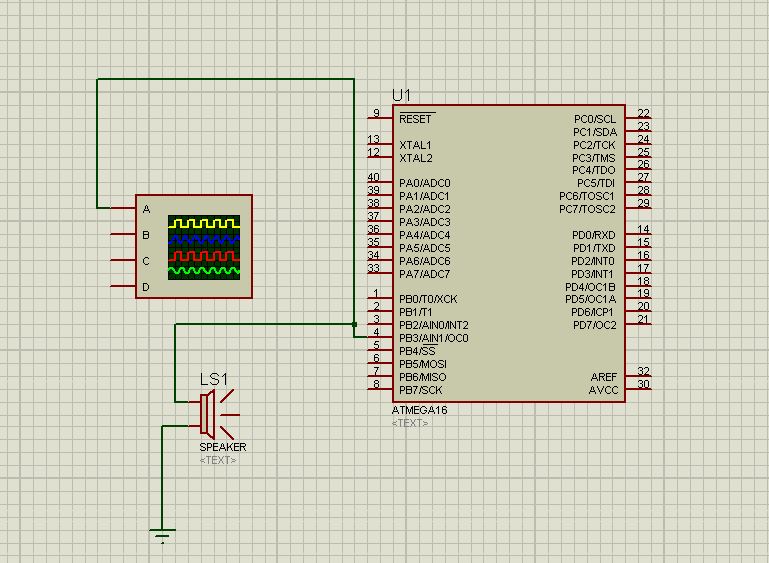 U1
9 RESET PC0/SCL 22
PC1/SDA 23
13 XTAL1 PC2/TCK 24
12 XTAL2 PC3/TMS 25
PC4/TDO 26
40 PA0/ADC0 PC5/TDI 27
39 PA1/ADC1 PC6/TOSC1 28
38 PA2/ADC2 PC7/TOSC2 29
37 PA3/ADC3
36 PA4/ADC4 PD0/RXD 14
35 PA5/ADC5 PD1/TXD 15
34 PA6/ADC6 PD2/INT0 16
33 PA7/ADC7 PD3/INT1 17
PD4/OC1B 18
1 PB0/T0/XCK PD5/OC1A 19
2 PB1/T1 PD6/ICP1 20
3 PB2/AIN0/INT2 PD7/OC2 21
4 PB3/AIN1/OC0
5 PB4/SS
6 PB5/MOSI
7 PB6/MISO AREF 32
8 PB7/SCK AVCC 30
ATMEGA16
<TEXT>
A
B
C
D
LS1
SPEAKER
<TEXT>